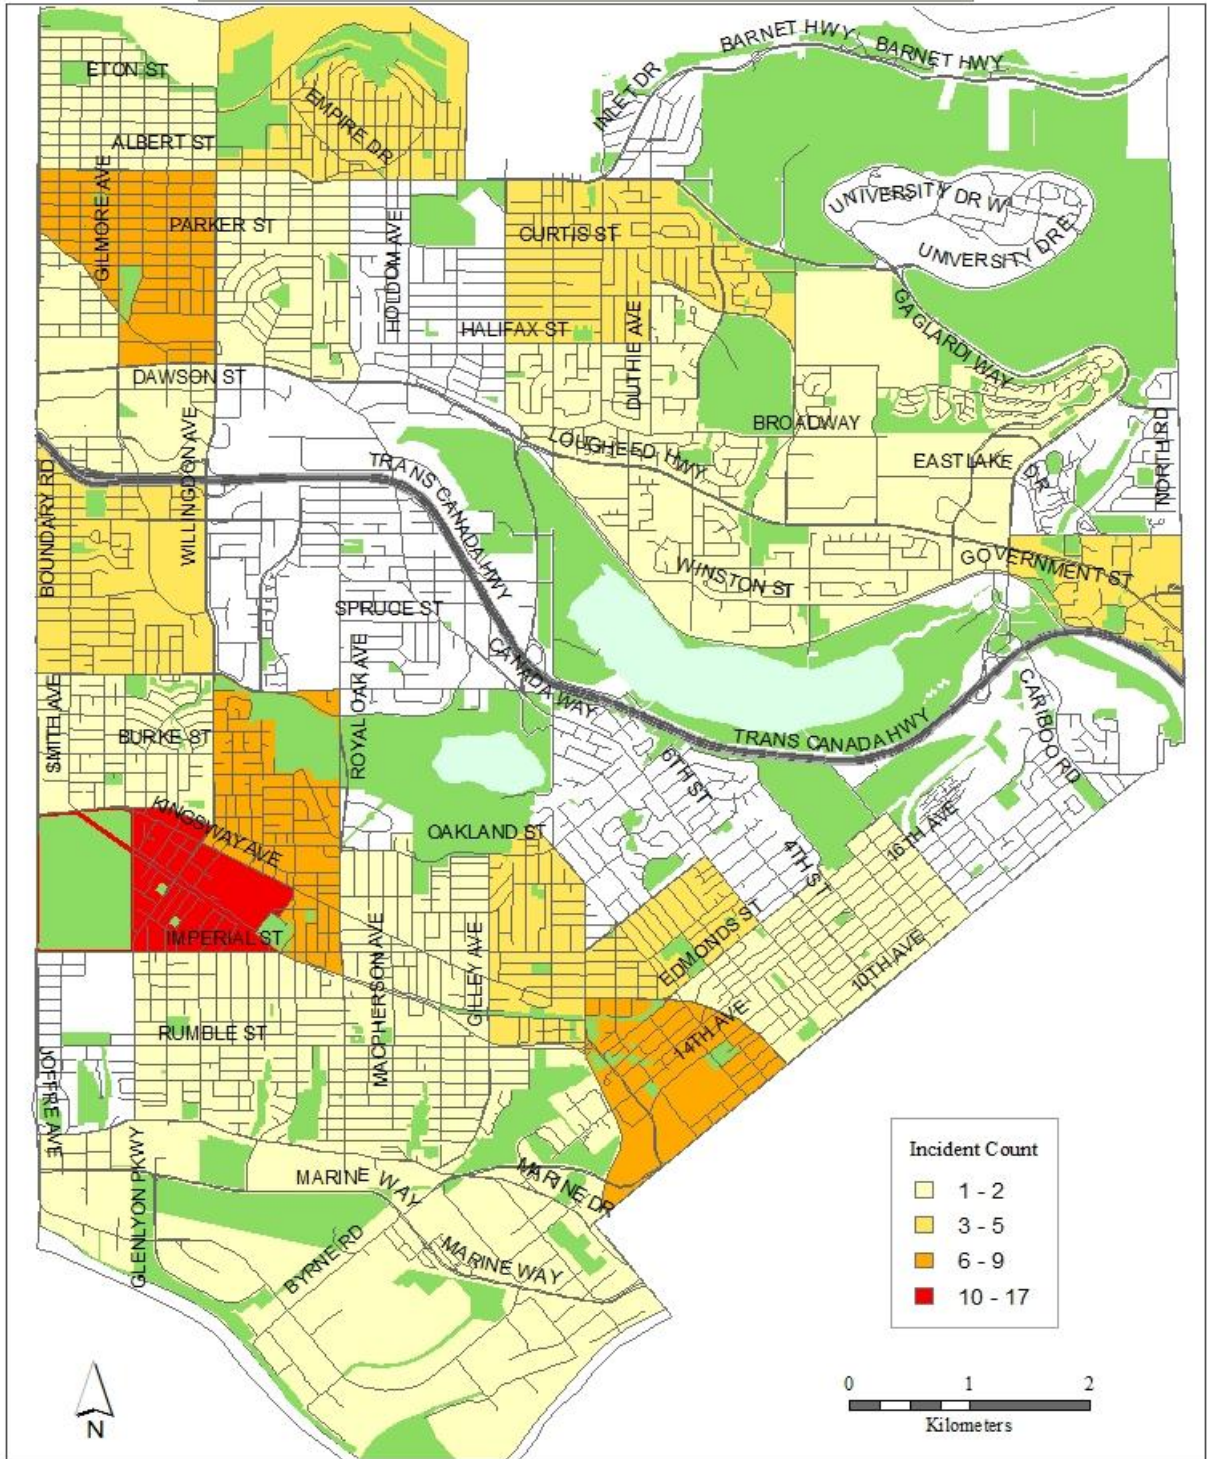 BARNET HWY
BARNET HWY
ETON ST
INLET DR
EMPIRE DR
ALBERT ST
GILMORE AVE
PARKER ST
HOLDOM AVE
CURTIS ST
UNIVERSITY DR W
UNIVERSITY DR E
HALIFAX ST
DUTHIE AVE
GAGLARDI WAY
DAWSON ST
BROADWAY
WILLINGDON AVE
LOUGHEED HWY
NORTH RD
TRANS CANADA HWY
EASTLAKE DR
BOUNDARY RD
WINSTON ST
GOVERNMENT ST
SPRUCE ST
ROYAL OAK AVE
CANADA WAY
SMITH AVE
BURKE ST
TRANS CANADA HWY
CARIBOO RD
6TH ST
KINGSWAY AVE
OAKLAND ST
16TH AVE
4TH ST
IMPERIAL ST
MACPHERSON AVE
GILLEY AVE
EDMONDS ST
10TH AVE
RUMBLE ST
14TH AVE
JOFFRE AVE
GLENLYON PKWY
MARINE WAY
MARINE DR
BYRNE RD
MARINE WAY
Incident Count
1 - 2
3 - 5
6 - 9
10 - 17
0 1 2
Kilometers
N